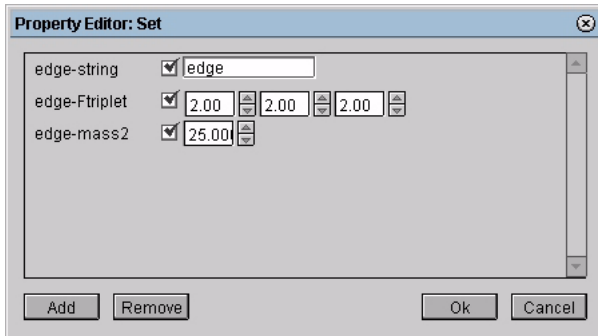 Property Editor: Set
edge-string edge
edge-Ftriplet 2.00 2.00 2.00
edge-mass2 25.00
Add Remove Ok Cancel